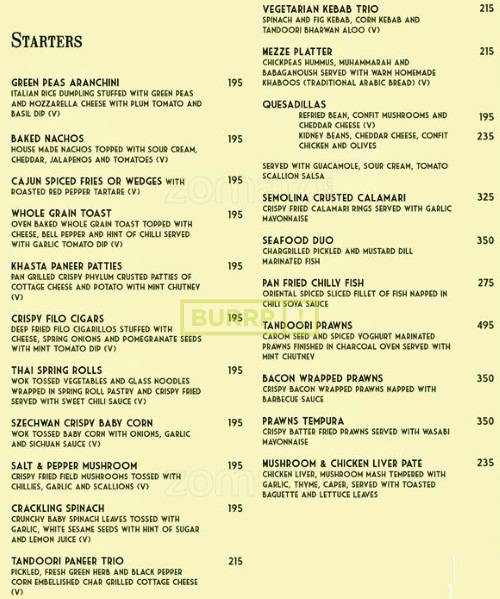 STARTERS
GREEN PEAS ARANCHINI 195
ITALIAN RICE DUMPLING STUFFED WITH GREEN PEAS
AND MOZZARELLA CHEESE WITH PLUM TOMATO AND
BASIL DIP (V)
BAKED NACHOS 195
HOUSE MADE NACHOS TOPPED WITH SOUR CREAM,
CHEDDAR, JALAPENOS AND TOMATOES (V)
CAJUN SPICED FRIES OR WEDGES WITH 195
ROASTED RED PEPPER TARTARE (V)
WHOLE GRAIN TOAST 195
OVEN BAKED WHOLE GRAIN TOAST TOPPED WITH
CHEESE, BELL PEPPER AND HINT OF CHILLI SERVED
WITH GARLIC TOMATO DIP (V)
KHASTA PANEER PATTIES 195
PAN GRILLED CRISPY PHYLUM CRUSTED PATTIES OF
COTTAGE CHEESE AND POTATO WITH MINT CHUTNEY
(V)
CRISPY FILO CIGARS 195
DEEP FRIED FILO CIGARILLOS STUFFED WITH
CHEESE, SPRING ONIONS AND POMEGRANATE SEEDS
WITH MINT TOMATO DIP (V)
THAI SPRING ROLLS 195
WOK TOSSED VEGETABLES AND GLASS NOODLES
WRAPPED IN SPRING ROLL PASTRY AND CRISPY FRIED
SERVED WITH SWEET CHILI SAUCE (V)
SZECHWAN CRISPY BABY CORN 195
WOK TOSSED BABY CORN WITH ONIONS, GARLIC
AND SICHUAN SAUCE (V)
SALT & PEPPER MUSHROOM 195
CRISPY FRIED FIELD MUSHROOMS TOSSED WITH
CHILLIES, GARLIC AND SCALLIONS (V)
CRACKLING SPINACH 195
CRUNCHY BABY SPINACH LEAVES TOSSED WITH
GARLIC, WHITE SESAME SEEDS WITH HINT OF SUGAR
AND LEMON JUICE (V)
TANDOORI PANEER TRIO 215
PICKLED, FRESH GREEN HERB AND BLACK PEPPER
CORN EMBELLISHED CHAR GRILLED COTTAGE CHEESE
(V)
VEGETARIAN KEBAB TRIO 215
SPINACH AND FIG KEBAB, CORN KEBAB AND
TANDOORI BHARWAN ALOO (V)
MEZZE PLATTER 215
CHICKPEAS HUMMUS, MUHAMMARAH AND
BABAGANOUSH SERVED WITH WARM HOMEMADE
KHABOOS (TRADITIONAL ARABIC BREAD) (V)
QUESADILLAS
REFRIED BEAN, CONFIT MUSHROOMS AND 195
CHEDDAR CHEESE (V)
KIDNEY BEANS, CHEDDAR CHEESE, CONFIT 235
CHICKEN AND OLIVES
SERVED WITH GUACAMOLE, SOUR CREAM, TOMATO
SCALLION SALSA
SEMOLINA CRUSTED CALAMARI 325
CRISPY FRIED CALAMARI RINGS SERVED WITH GARLIC
MAYONNAISE
SEAFOOD DUO 350
CHARGRILLED PICKLED AND MUSTARD DILL
MARINATED FISH
PAN FRIED CHILLY FISH 275
ORIENTAL SPICED SLICED FILLET OF FISH NAPPED IN
CHILI SOYA SAUCE
TANDOORI PRAWNS 495
CAROM SEED AND SPICED YOGHURT MARINATED
PRAWNS FINISHED IN CHARCOAL OVEN SERVED WITH
MINT CHUTNEY
BACON WRAPPED PRAWNS 350
CRISPY BACON WRAPPED PRAWNS NAPPED WITH
BARBECUE SAUCE
PRAWNS TEMPURA 350
CRISPY BATTER FRIED PRAWNS SERVED WITH WASABI
MAYONNAISE
MUSHROOM & CHICKEN LIVER PATE 235
CHICKEN LIVER, MUSHROOM MASH TEMPERED WITH
GARLIC, THYME, CAPER, SERVED WITH TOASTED
BAGUETTE AND LETTUCE LEAVES
zomato
BURRP
zomato